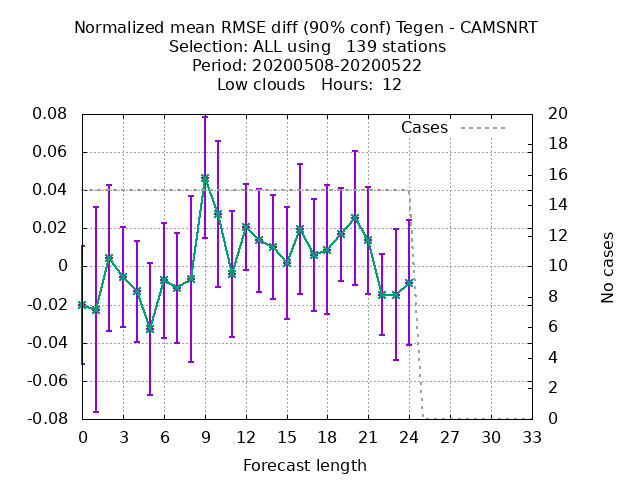 Normalized mean RMSE diff (90% conf) Tegen - CAMSNRT
Selection: ALL using   139 stations
Period: 20200508-20200522
Low clouds   Hours:  12
Cases
0.08
0.06
0.04
0.02
0
-0.02
-0.04
-0.06
-0.08
20
18
16
14
12
10
8
6
4
2
0
No cases
0 3 6 9 12 15 18 21 24 27 30 33
Forecast length